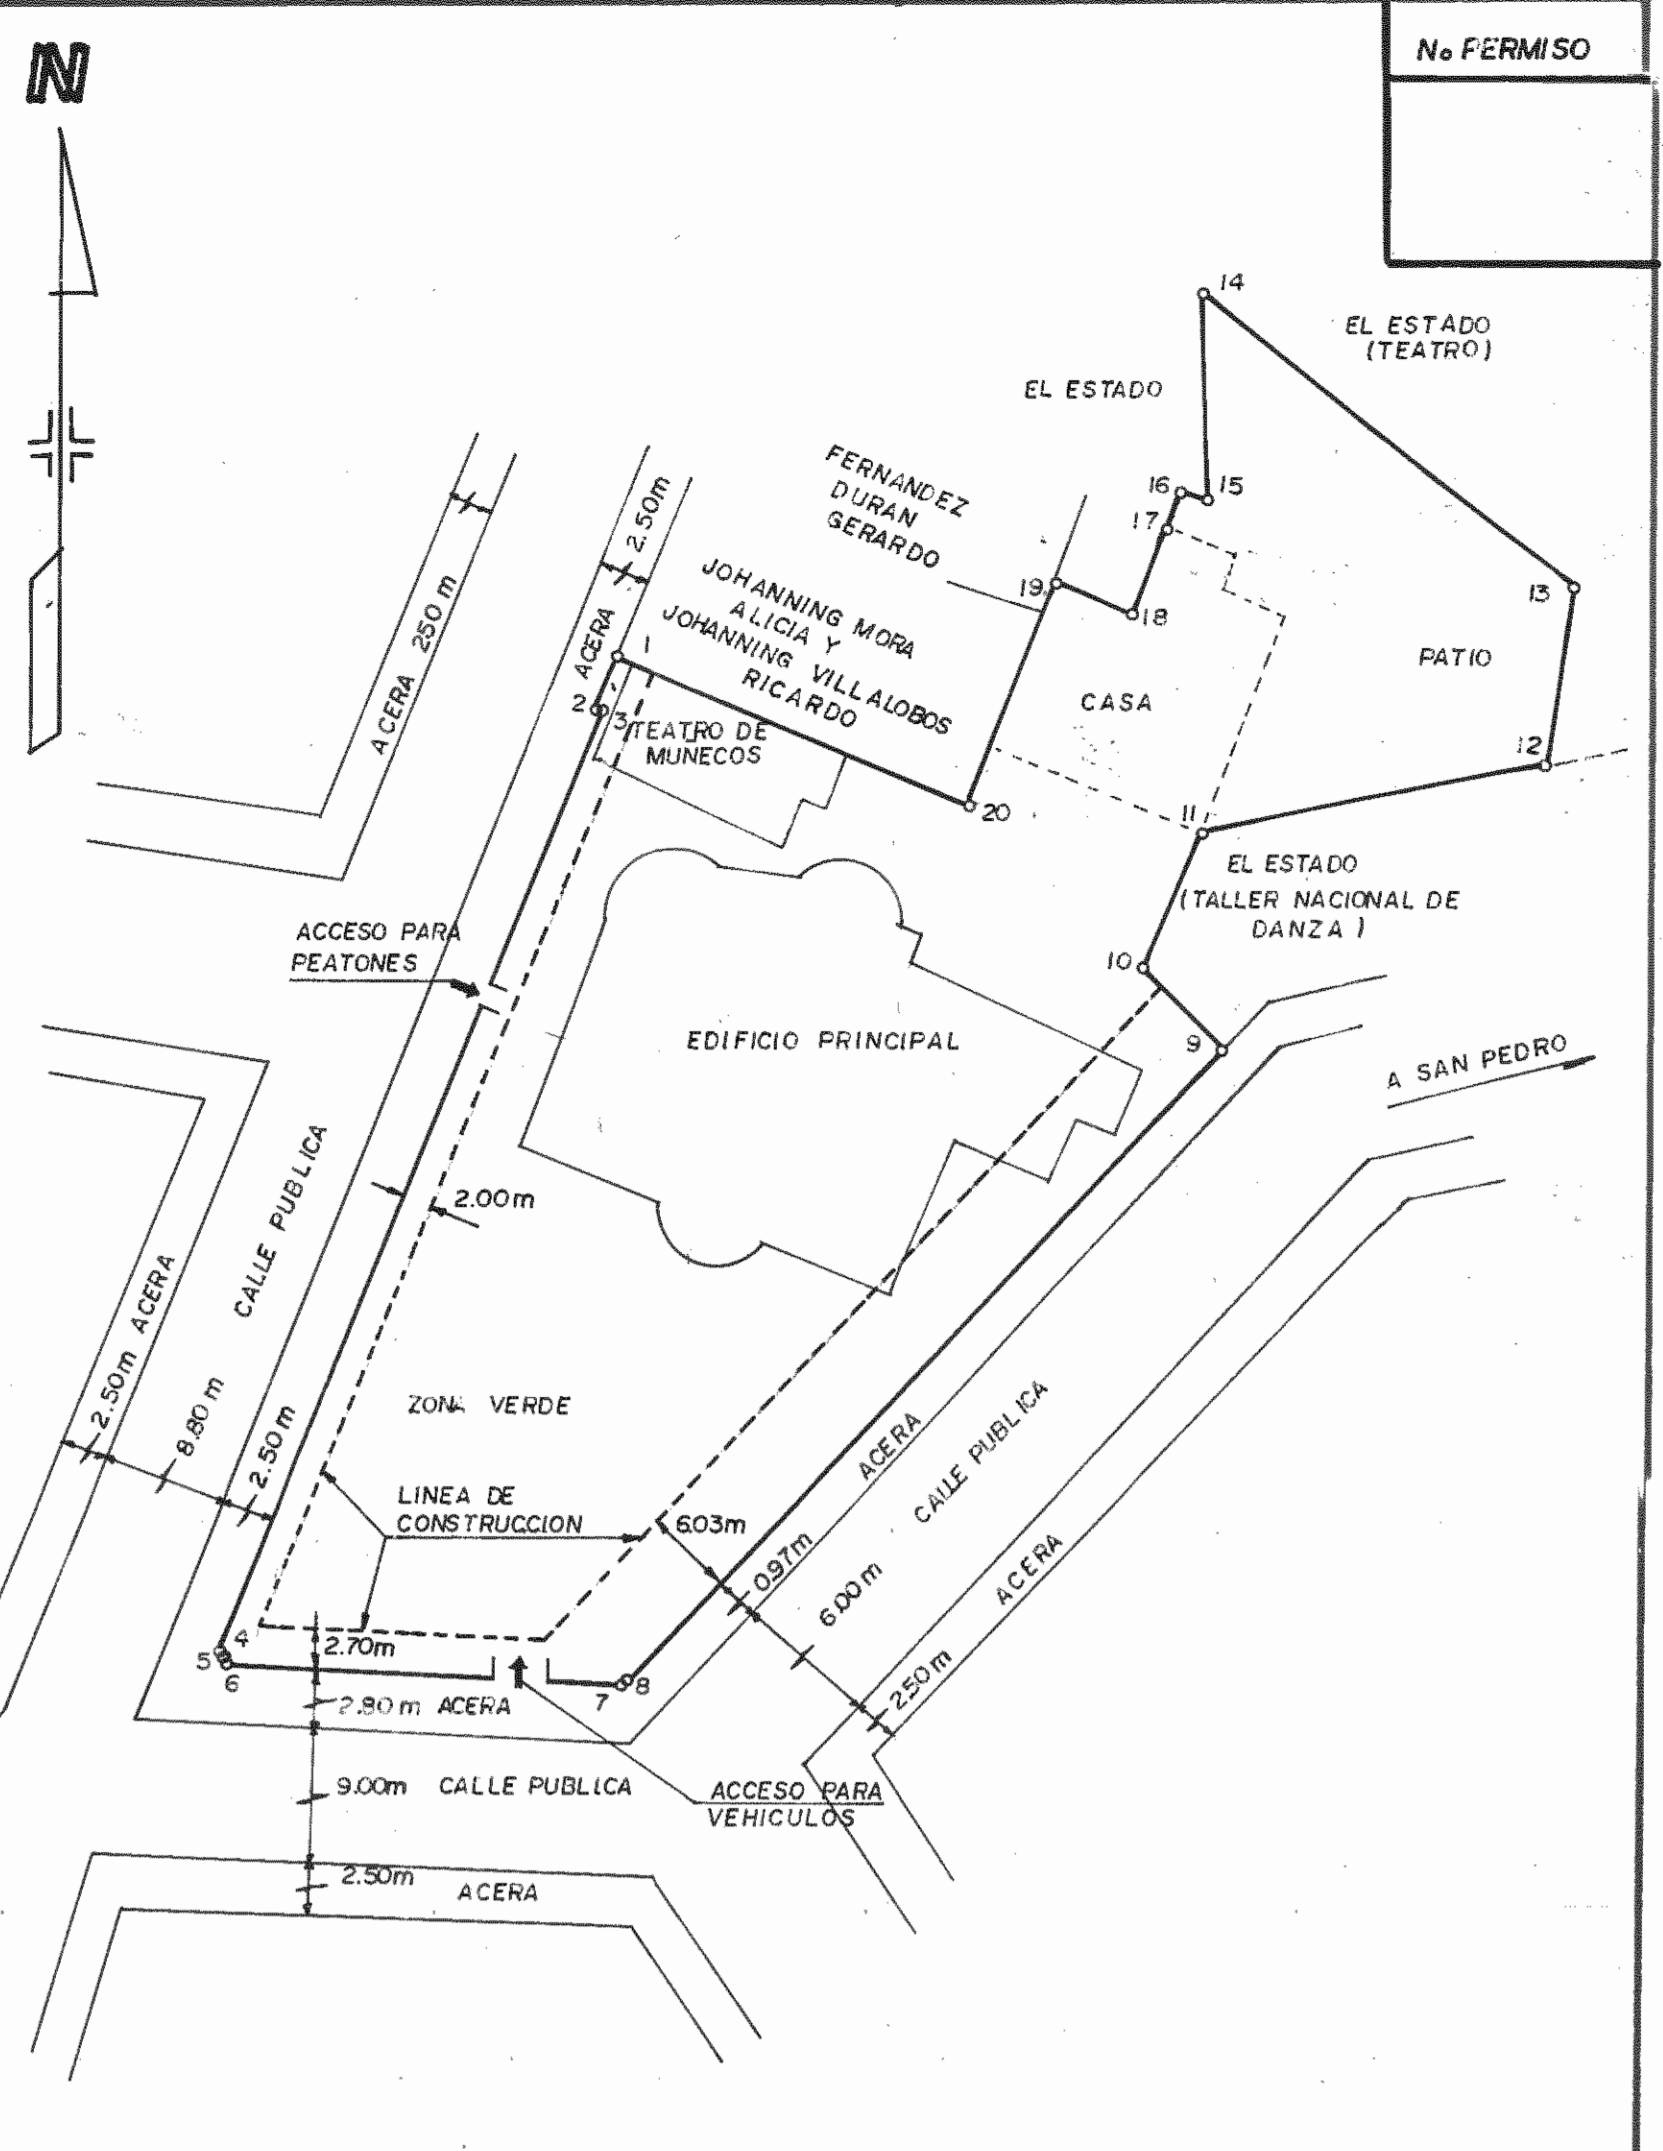 N
No PERMISO
14
EL ESTADO
(TEATRO)
EL ESTADO
FERNANDEZ
DURAN
GERARDO
16
15
17
2.50m
JOHANNING MORA
ALICIA Y
JOHANNING VILLALOBOS
RICARDO
19
18
13
ACERA 250 m
ACERA
1
2
3
TEATRO DE
MUNECOS
CASA
PATIO
12
20
11
EL ESTADO
(TALLER NACIONAL DE
DANZA)
ACCESO PARA
PEATONES
10
EDIFICIO PRINCIPAL
9
A SAN PEDRO
CALLE PUBLICA
2.00m
2.50m ACERA
8.80 m
2.50m
ZONA VERDE
LINEA DE
CONSTRUCCION
6.03m
0.97m
ACERA
CALLE PUBLICA
6.00 m
ACERA
2.50 m
4
5
6
2.70m
7
8
2.80 m ACERA
9.00m CALLE PUBLICA
ACCESO PARA
VEHICULOS
2.50m
ACERA